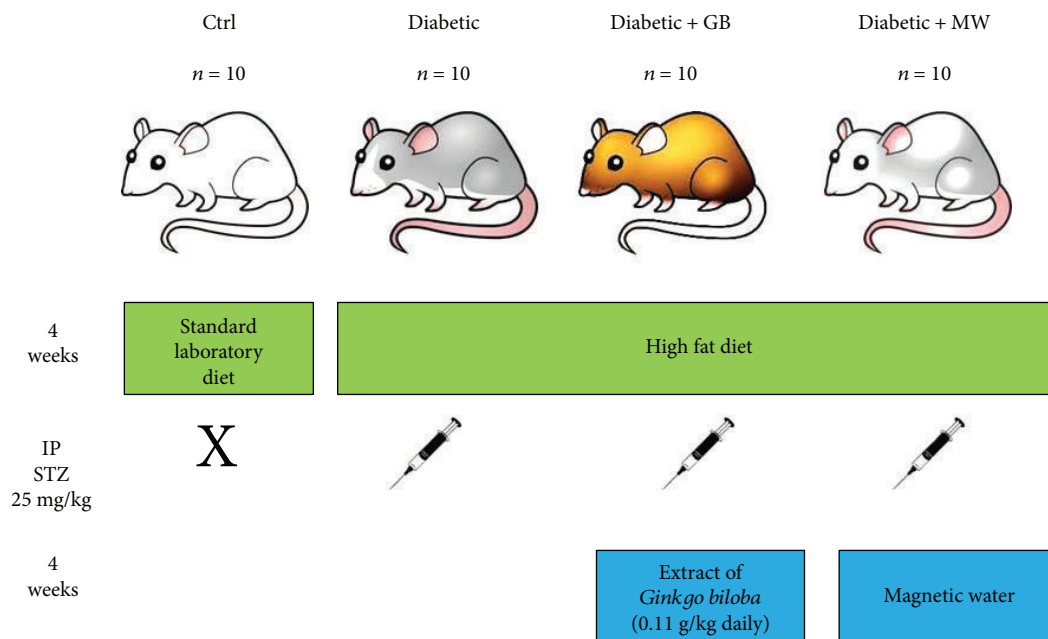 Ctrl
Diabetic
Diabetic + GB
Diabetic + MW
n = 10
n = 10
n = 10
n = 10
4
weeks
Standard
laboratory
diet
High fat diet
IP
STZ
25 mg/kg
X
4
weeks
Extract of
Ginkgo biloba
(0.11 g/kg daily)
Magnetic water